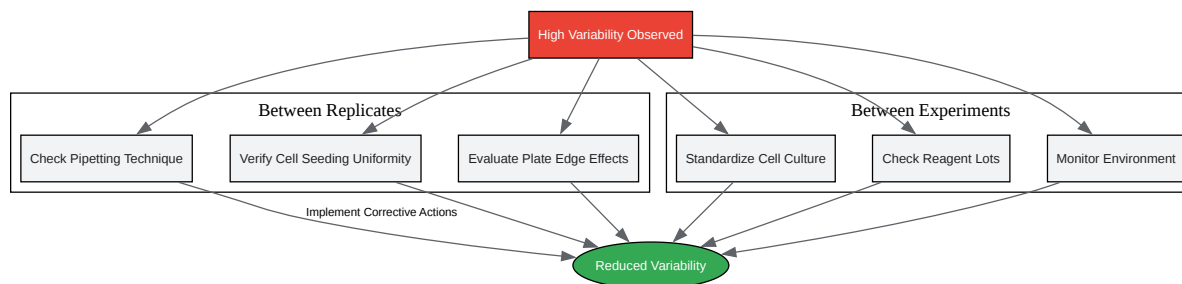 High Variability Observed
Between Replicates
Between Experiments
Check Pipetting Technique
Verify Cell Seeding Uniformity
Evaluate Plate Edge Effects
Standardize Cell Culture
Check Reagent Lots
Monitor Environment
Implement Corrective Actions
Reduced Variability